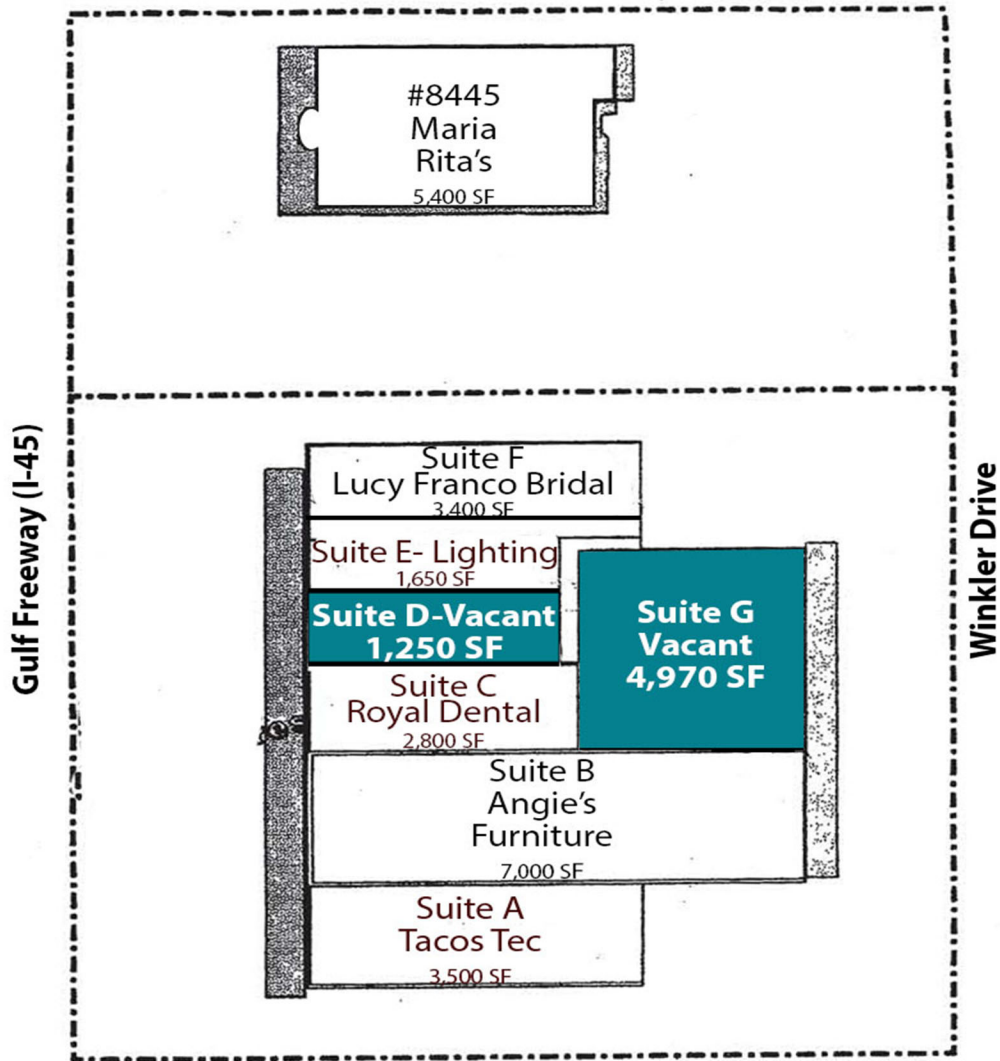 #8445
Maria
Rita's
5,400 SF
Gulf Freeway (I-45)
Winkler Drive
Suite F
Lucy Franco Bridal
3,400 SF
Suite E- Lighting
1,650 SF
Suite D-Vacant
1,250 SF
Suite G
Vacant
4,970 SF
Suite C
Royal Dental
2,800 SF
Suite B
Angie's
Furniture
7,000 SF
Suite A
Tacos Tec
3,500 SF